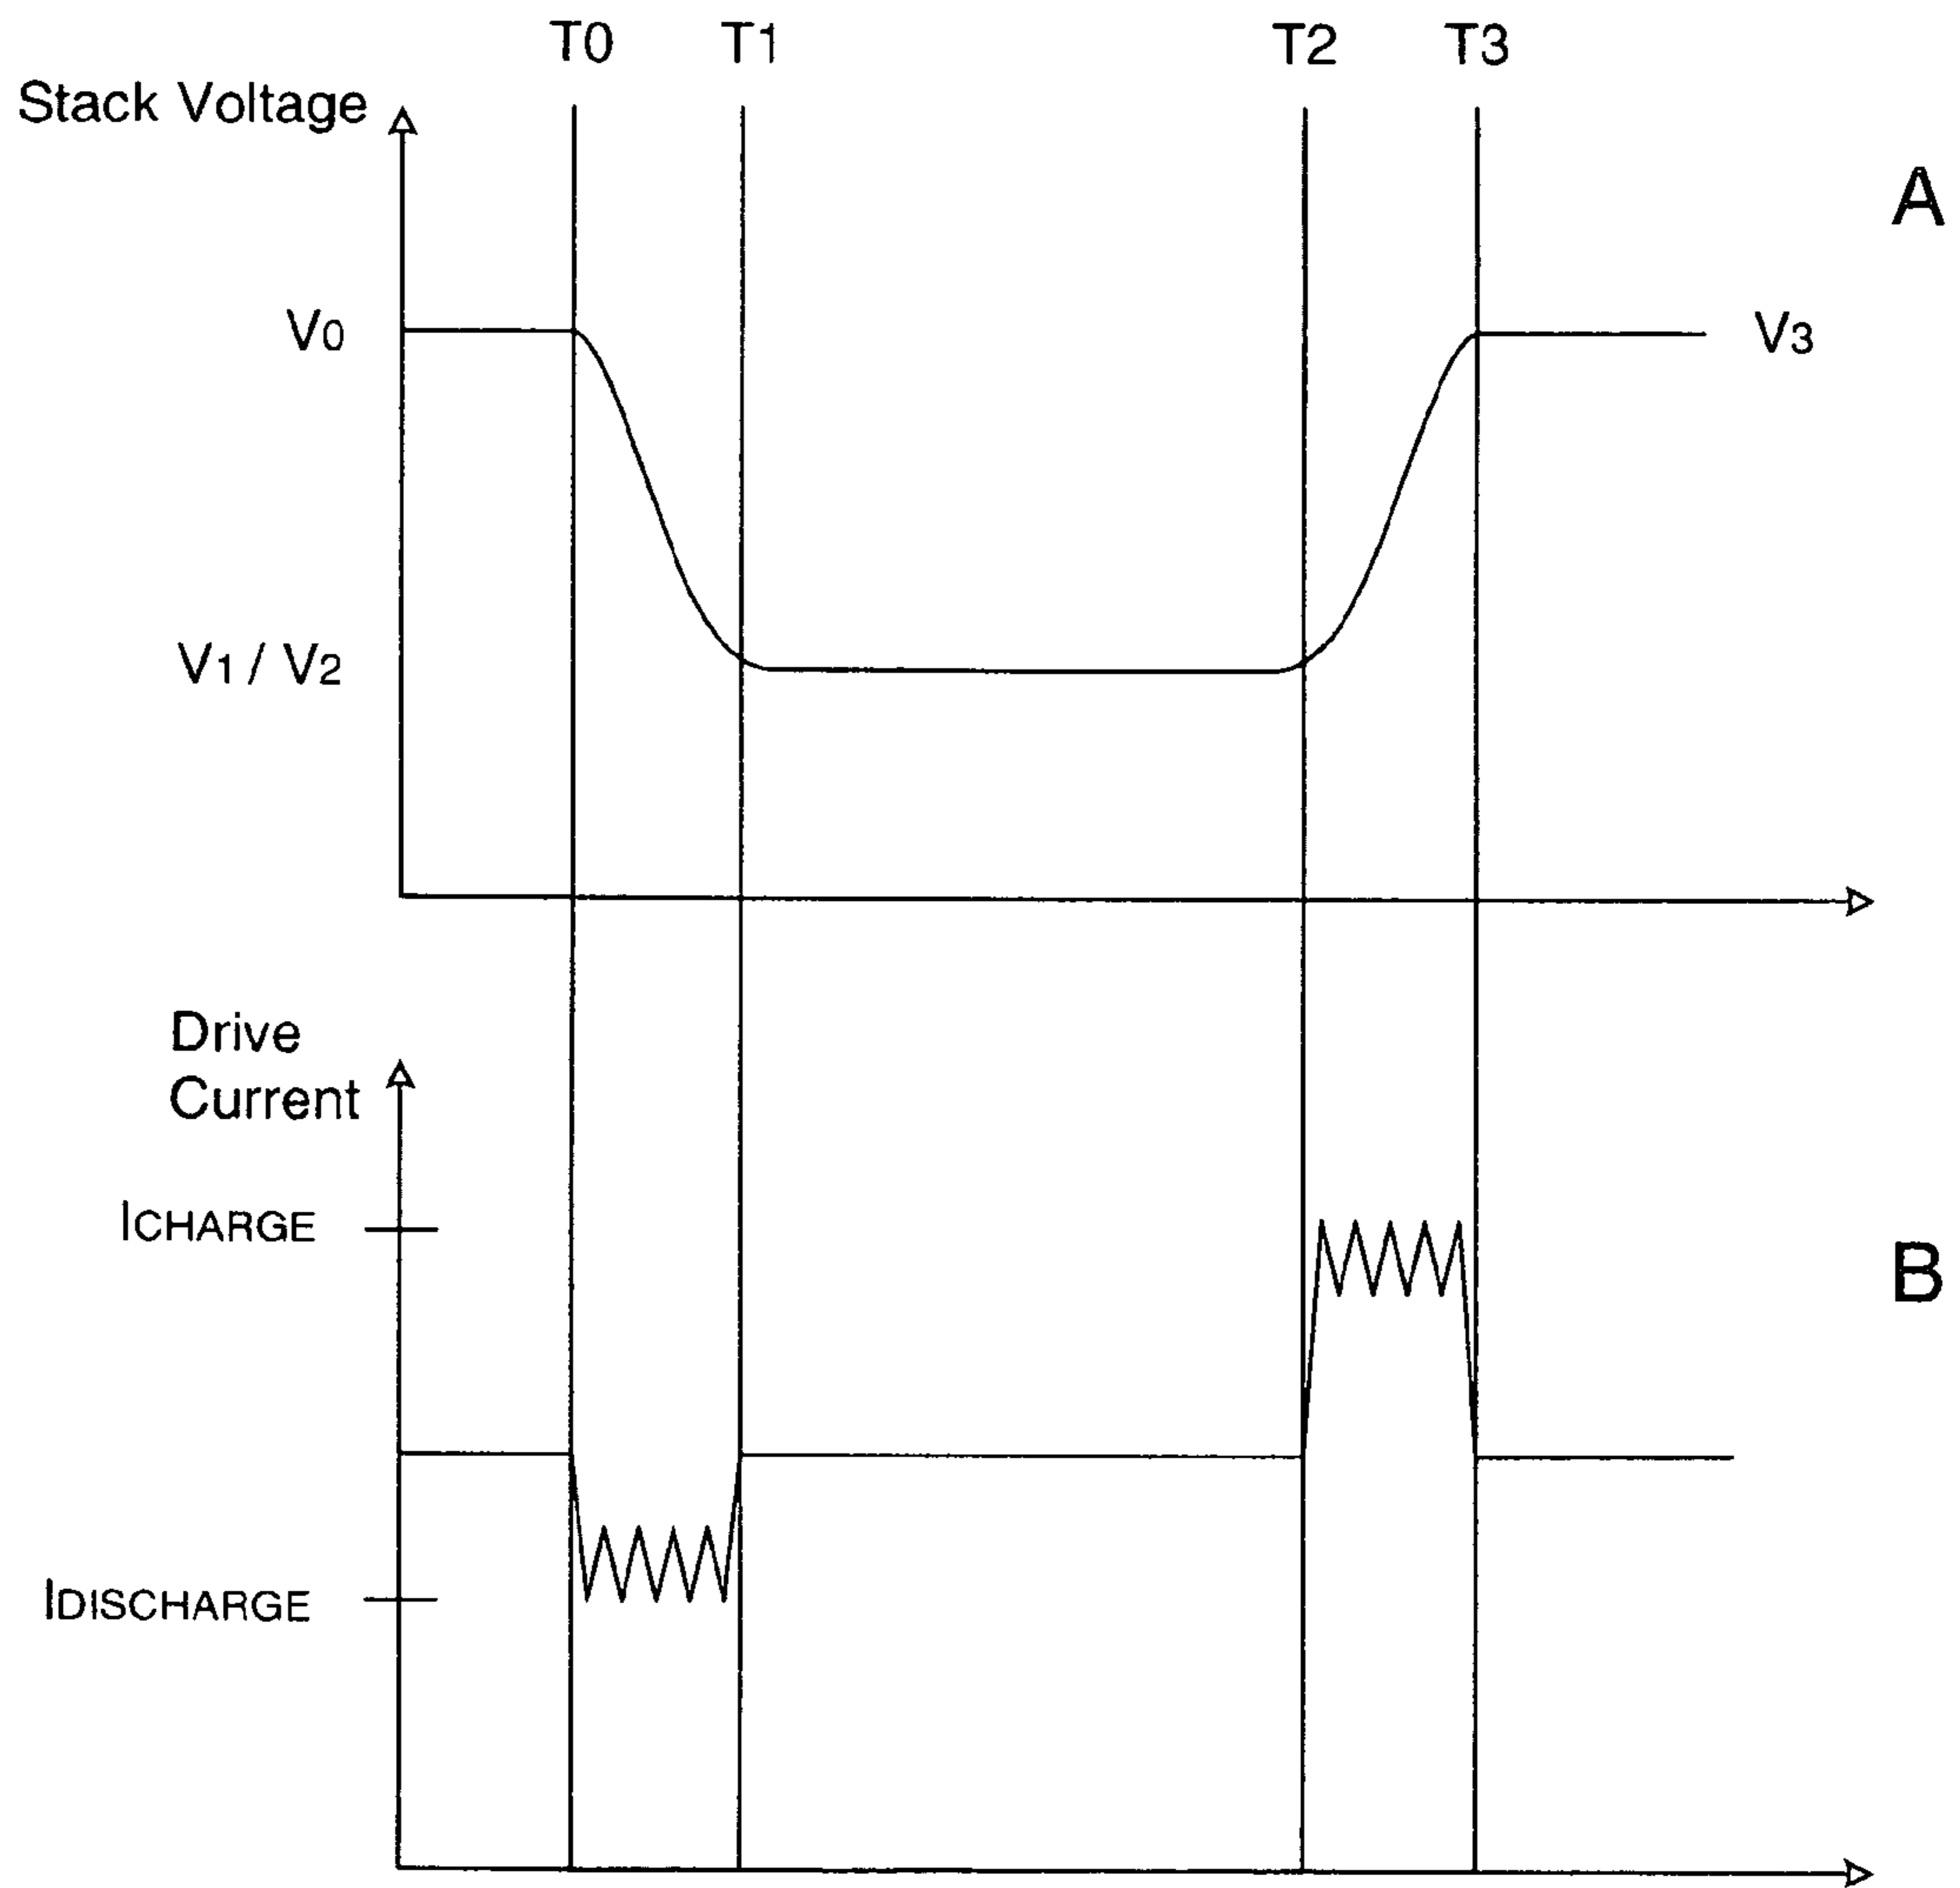 T0 T1 T2 T3
Stack Voltage
A
V0
V3
V1 / V2
Drive
Current
ICHARGE
B
IDISCHARGE